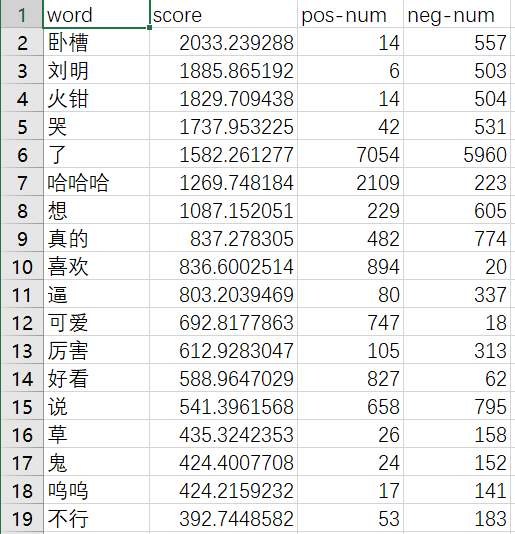 1 word score pos-num neg-num
2 卧槽 2033.239288 14 557
3 刘明 1885.865192 6 503
4 火钳 1829.709438 14 504
5 哭 1737.953225 42 531
6 了 1582.261277 7054 5960
7 哈哈哈 1269.748184 2109 223
8 想 1087.152051 229 605
9 真的 837.278305 482 774
10 喜欢 836.6002514 894 20
11 逼 803.2039469 80 337
12 可爱 692.8177863 747 18
13 厉害 612.9283047 105 313
14 好看 588.9647029 827 62
15 说 541.3961568 658 795
16 草 435.3242353 26 158
17 鬼 424.4007708 24 152
18 呜呜 424.2159232 17 141
19 不行 392.7448582 53 183